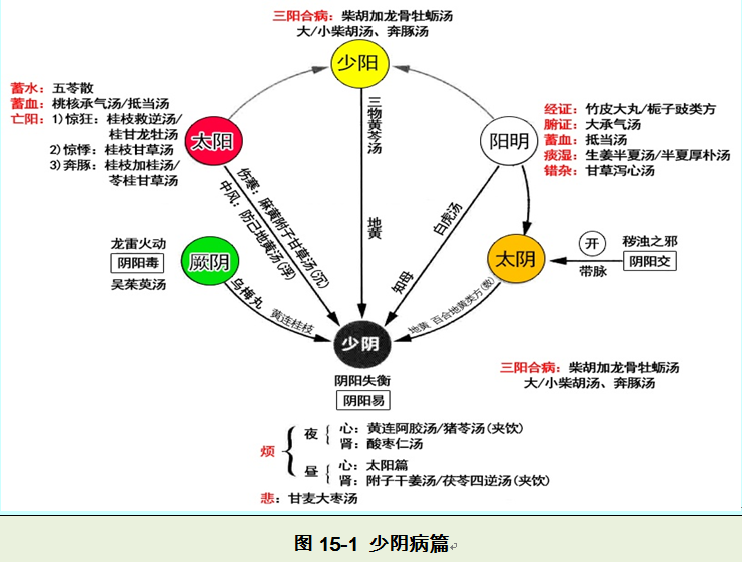 三阳合病：柴胡加龙骨牡蛎汤
大/小柴胡汤、奔豚汤
少阳
蓄水：五苓散
蓄血：桃核承气汤/抵当汤
亡阳：1)惊狂：桂枝救逆汤/
桂甘龙牡汤
2)惊悸：桂枝甘草汤
3)奔豚：桂枝加桂汤/
苓桂甘草汤
太阳
三物黄芩汤
地黄
阳明
经证：竹皮大丸/栀子豉类方
腑证：大承气汤
蓄血：抵当汤
痰湿：生姜半夏汤/半夏厚朴汤
错杂：甘草泻心汤
伤寒：麻黄附子甘草汤(沉)
中风：防己地黄汤(浮)
白虎汤
知母
龙雷火动
阴阳毒
吴茱萸汤
厥阴
乌梅丸
黄连桂枝
太阴
开
带脉
秽浊之邪
阴阳交
地黄 百合地黄类方(数)
少阴
阴阳失衡
阴阳易
三阳合病：柴胡加龙骨牡蛎汤
大/小柴胡汤、奔豚汤
烦
夜
心：黄连阿胶汤/猪苓汤(夹饮)
肾：酸枣仁汤
昼
心：太阳篇
肾：附子干姜汤/茯苓四逆汤(夹饮)
悲：甘麦大枣汤
图 15-1 少阴病篇